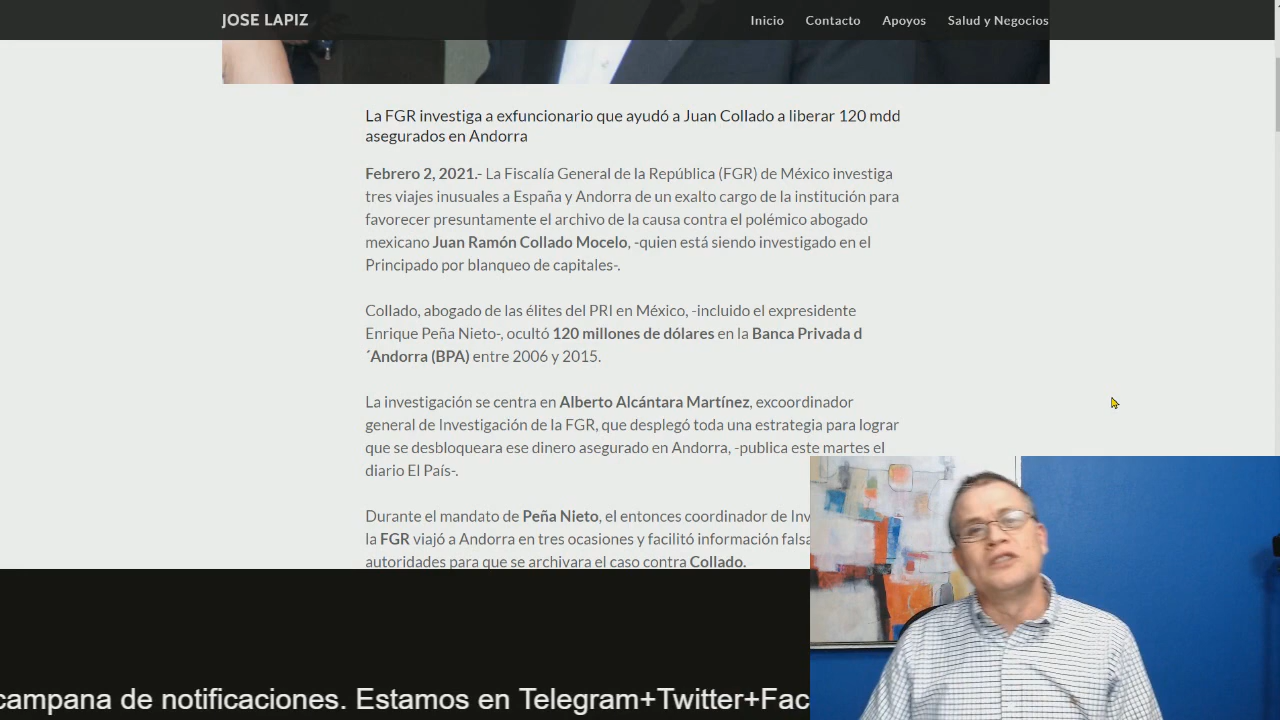 JOSE LAPIZ
Inicio Contacto Apoyos Salud y Negocios
La FGR investiga a exfuncionario que ayudó a Juan Collado a liberar 120 mdd
asegurados en Andorra
Febrero 2, 2021.- La Fiscalía General de la República (FGR) de México investiga
tres viajes inusuales a España y Andorra de un exalto cargo de la institución para
favorecer presuntamente el archivo de la causa contra el polémico abogado
mexicano Juan Ramón Collado Mocelo, -quien está siendo investigado en el
Principado por blanqueo de capitales-.
Collado, abogado de las élites del PRI en México, -incluido el expresidente
Enrique Peña Nieto-, ocultó 120 millones de dólares en la Banca Privada d
´Andorra (BPA) entre 2006 y 2015.
La investigación se centra en Alberto Alcántara Martínez, excoordinador
general de Investigación de la FGR, que desplegó toda una estrategia para lograr
que se desbloqueara ese dinero asegurado en Andorra, -publica este martes el
diario El País-.
Durante el mandato de Peña Nieto, el entonces coordinador de Inv
la FGR viajó a Andorra en tres ocasiones y facilitó información falsa
autoridades para que se archivara el caso contra Collado.
campana de notificaciones. Estamos en Telegram+Twitter+Fac